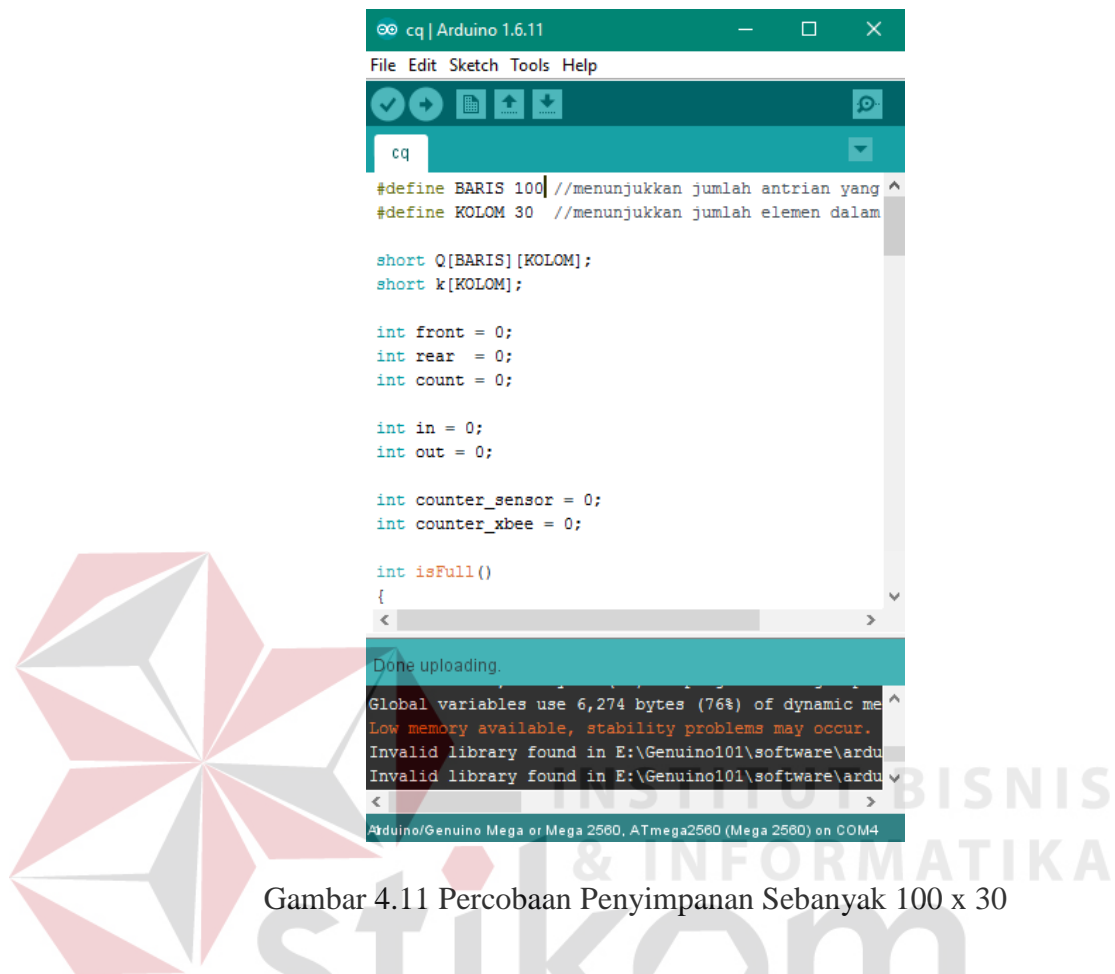 cq | Arduino 1.6.11
File Edit Sketch Tools Help
cq
#define BARIS 100 //menunjukkan jumlah antrian yang
#define KOLOM 30 //menunjukkan jumlah elemen dalam
short Q[BARIS][KOLOM];
short k[KOLOM];
int front = 0;
int rear = 0;
int count = 0;
int in = 0;
int out = 0;
int counter_sensor = 0;
int counter_xbee = 0;
int isFull()
{
Done uploading.
Global variables use 6,274 bytes (76%) of dynamic me
Low memory available, stability problems may occur.
Invalid library found in E:\Genuino101\software\ardu
Invalid library found in E:\Genuino101\software\ardu
Arduino/Genuino Mega or Mega 2560, ATmega2560 (Mega 2560) on COM4
INSTITUT BISNIS
& INFORMATIKA
Gambar 4.11 Percobaan Penyimpanan Sebanyak 100 x 30
stikom